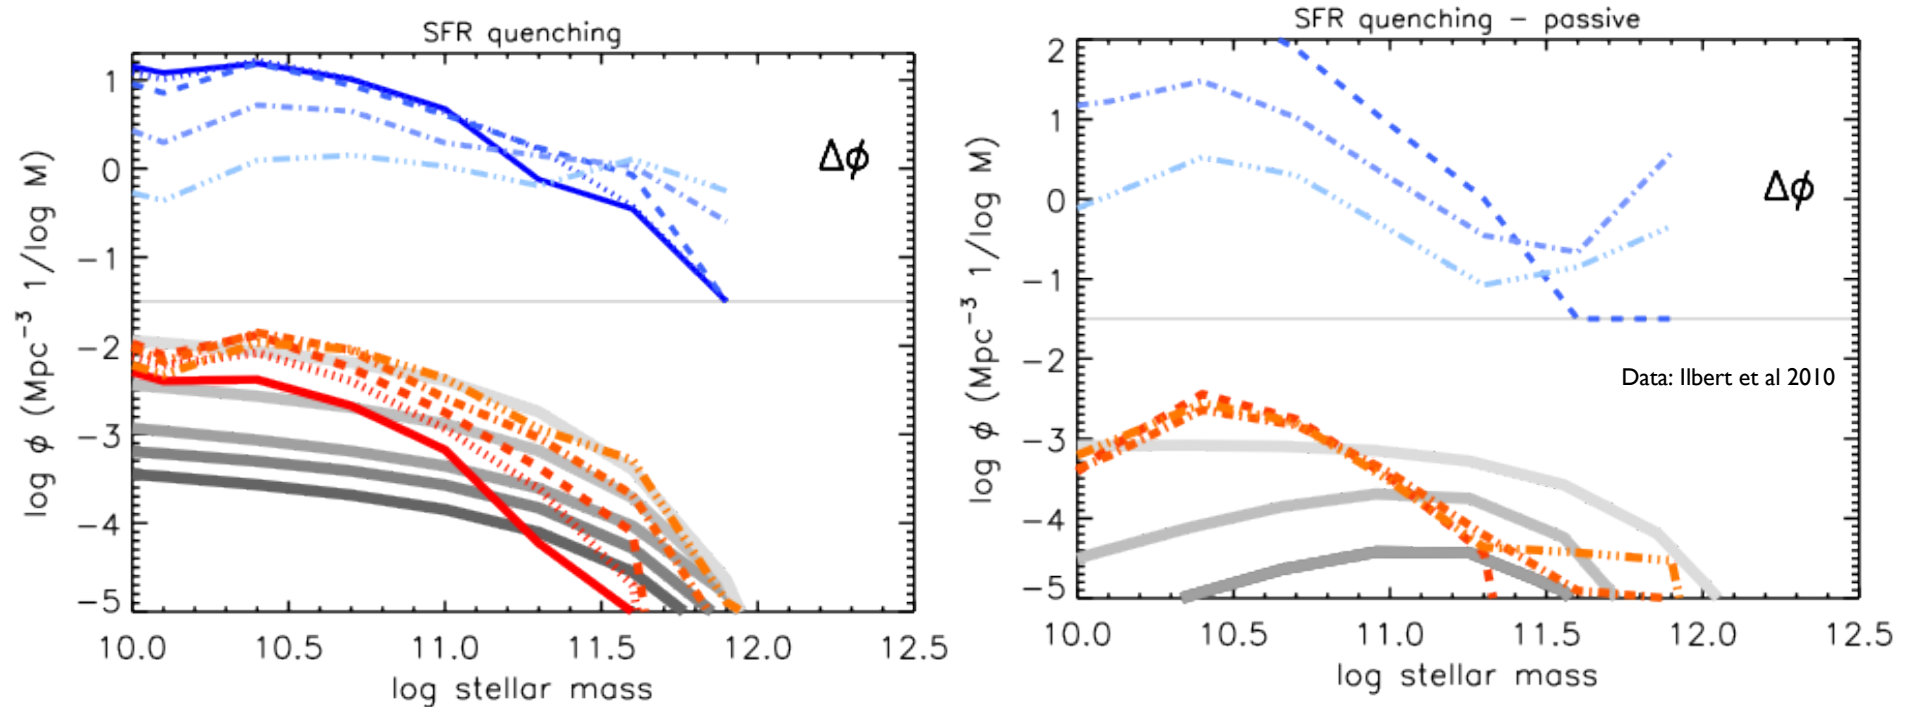 SFR quenching
1
0
−1
−2
−3
−4
−5
log ϕ (Mpc⁻³ 1/log M)
Δϕ
10.0 10.5 11.0 11.5 12.0 12.5
log stellar mass
SFR quenching − passive
2
1
0
−1
−2
−3
−4
−5
log ϕ (Mpc⁻³ 1/log M)
Δϕ
Data: Ilbert et al 2010
10.0 10.5 11.0 11.5 12.0 12.5
log stellar mass